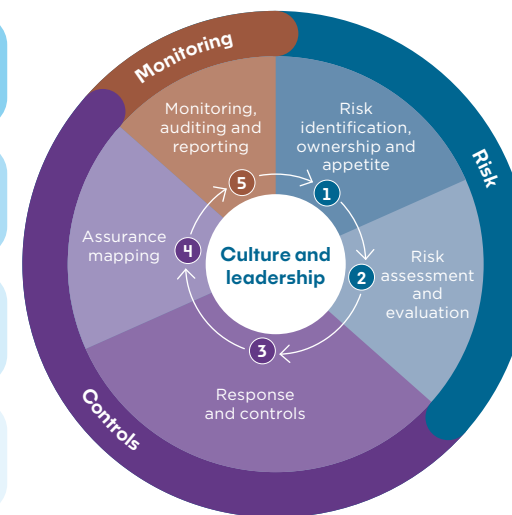 Monitoring
Risk
Controls
Monitoring,
auditing and
reporting
5
Risk
identification,
ownership and
appetite
1
Risk
assessment
and
evaluation
2
Response
and controls
3
Assurance
mapping
4
Culture and
leadership